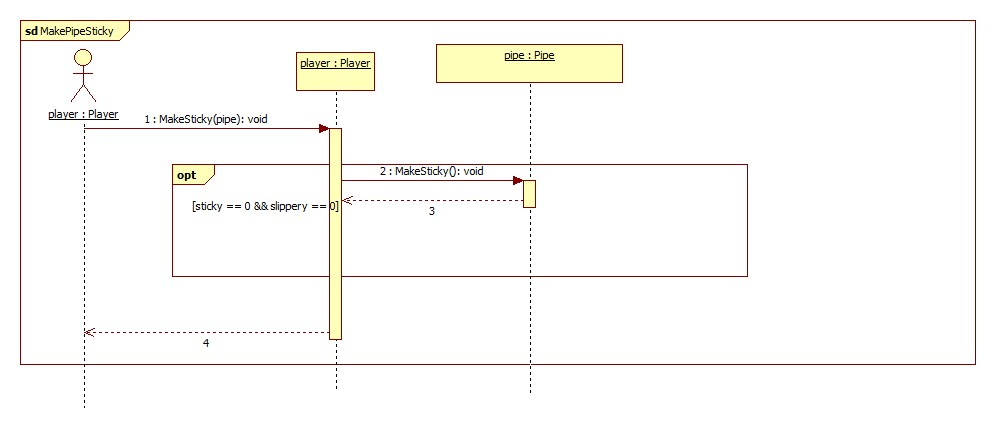 sd MakePipeSticky
player : Player
player : Player
pipe : Pipe
1 : MakeSticky(pipe): void
opt
2 : MakeSticky(): void
[sticky == 0 && slippery == 0]
3
4